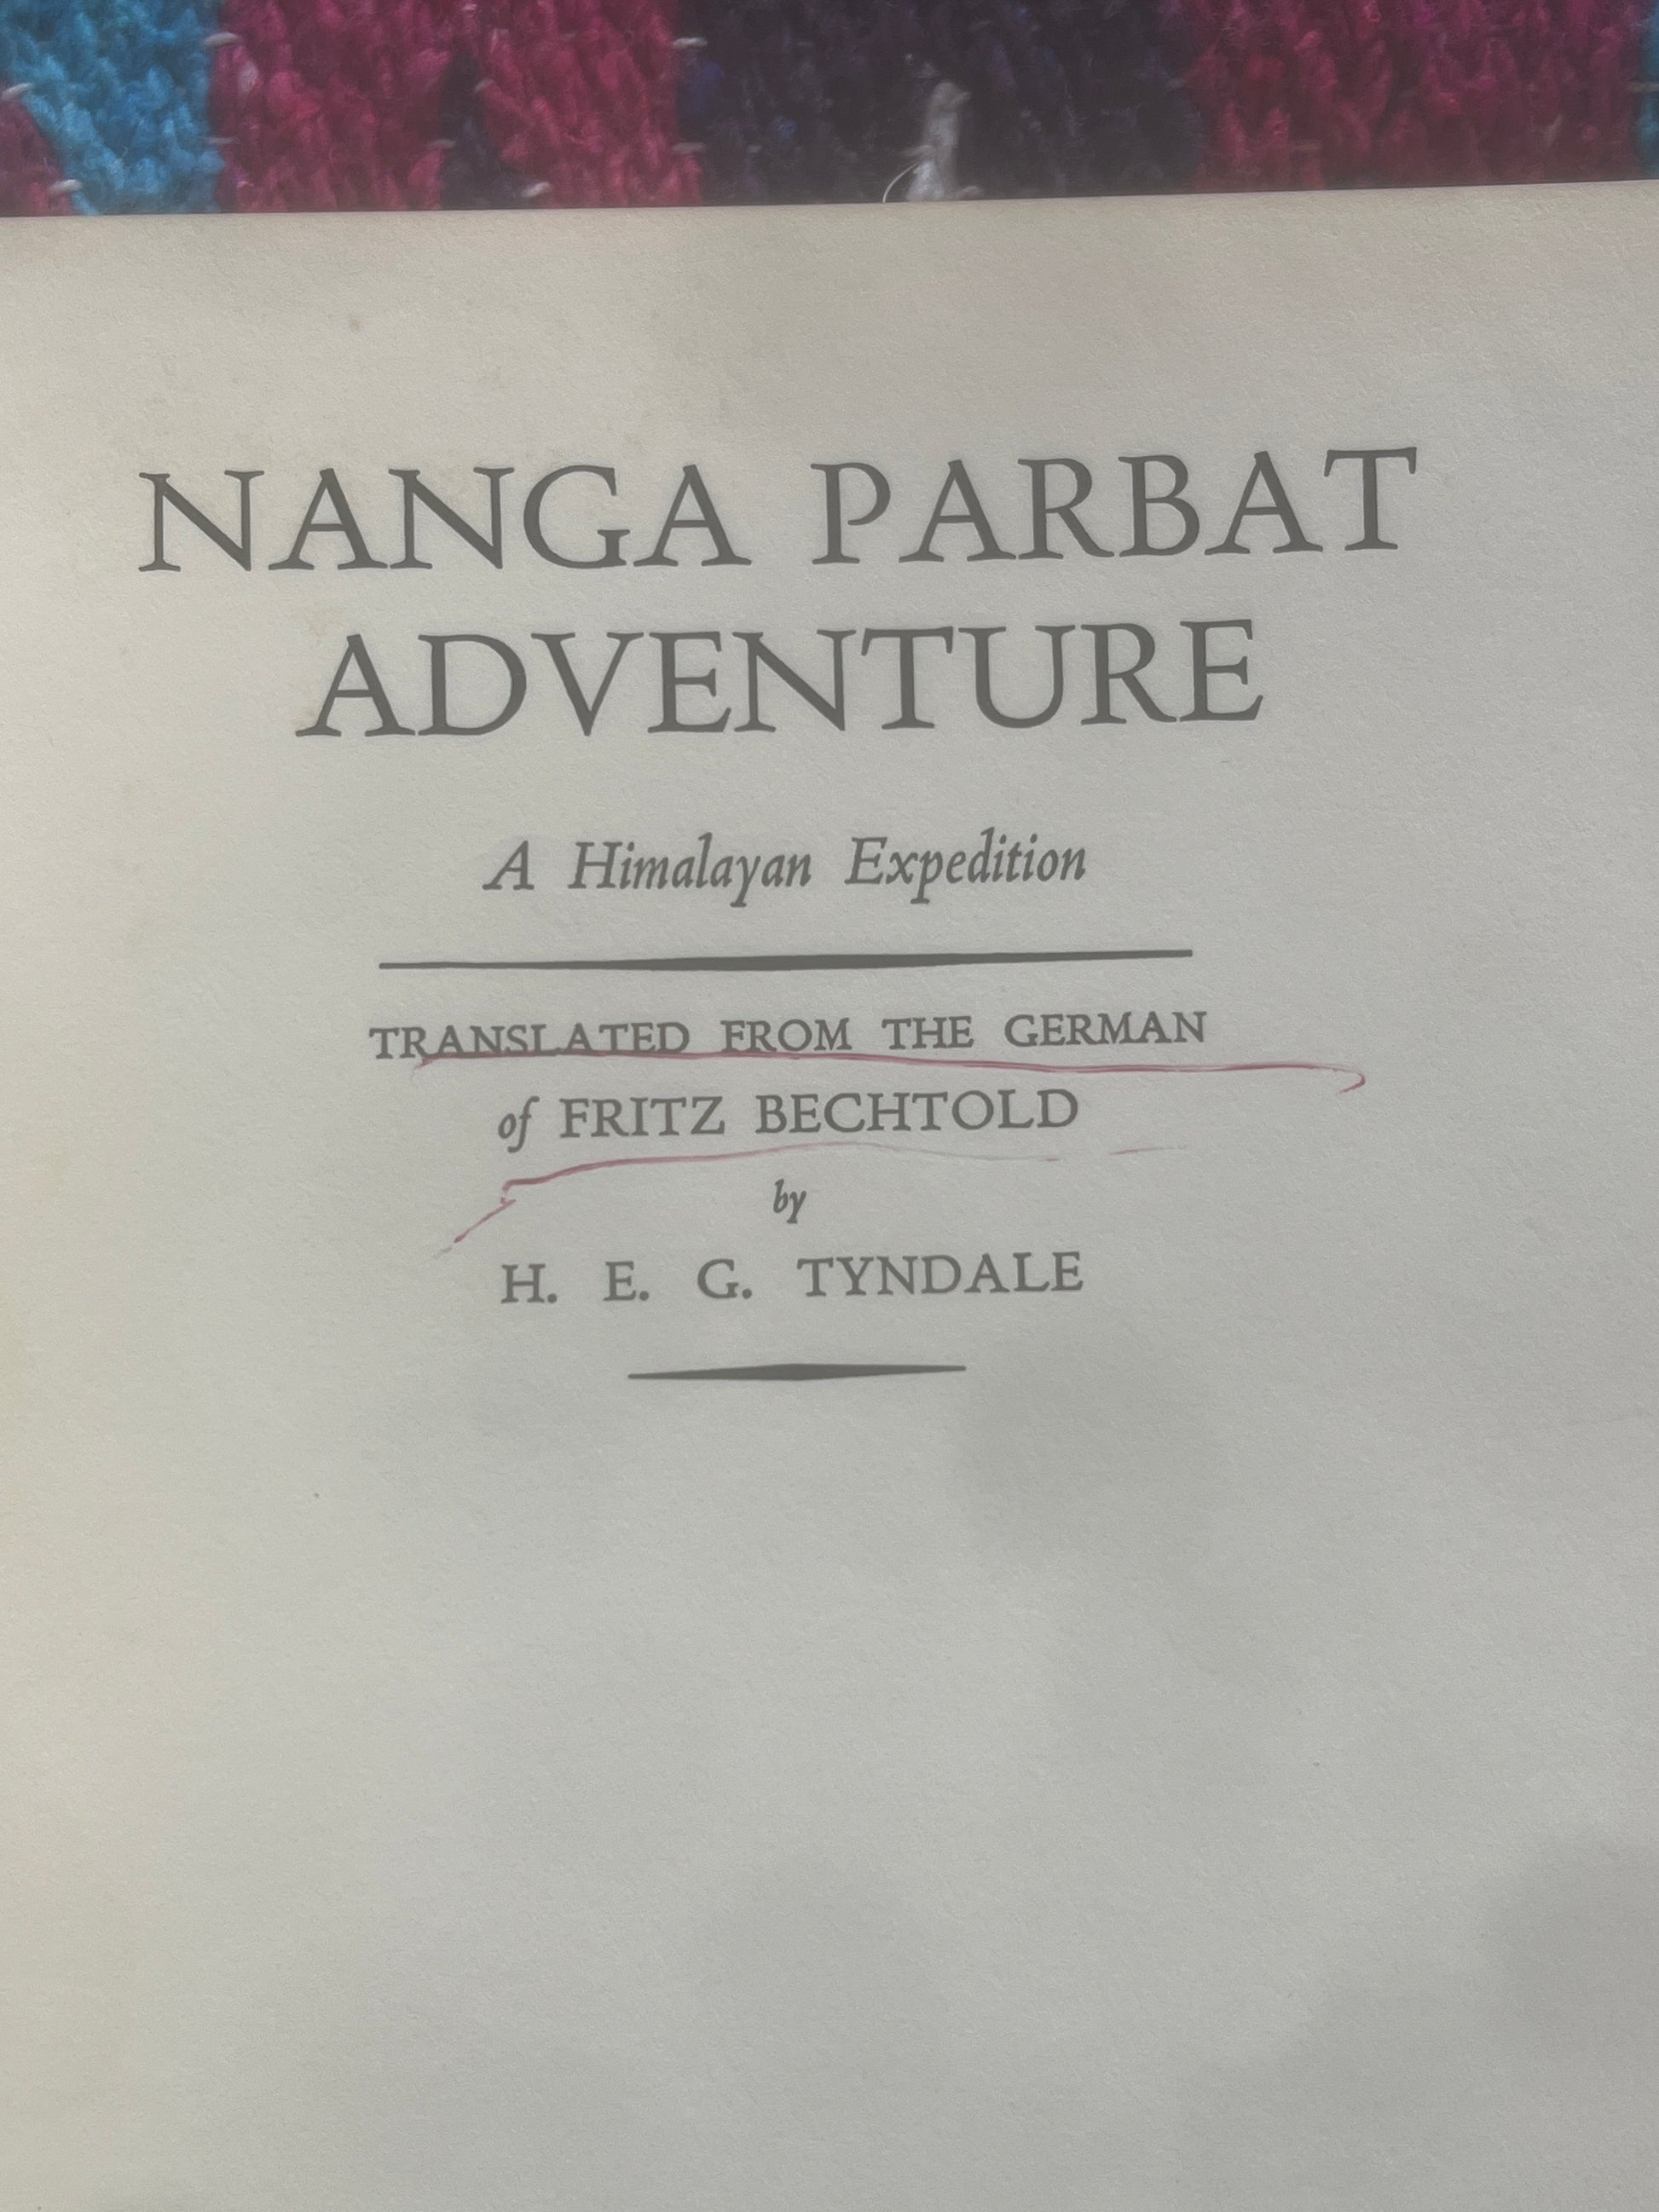 NANGA PARBAT
ADVENTURE
A Himalayan Expedition
TRANSLATED FROM THE GERMAN
of FRITZ BECHTOLD
by
H. E. G. TYNDALE